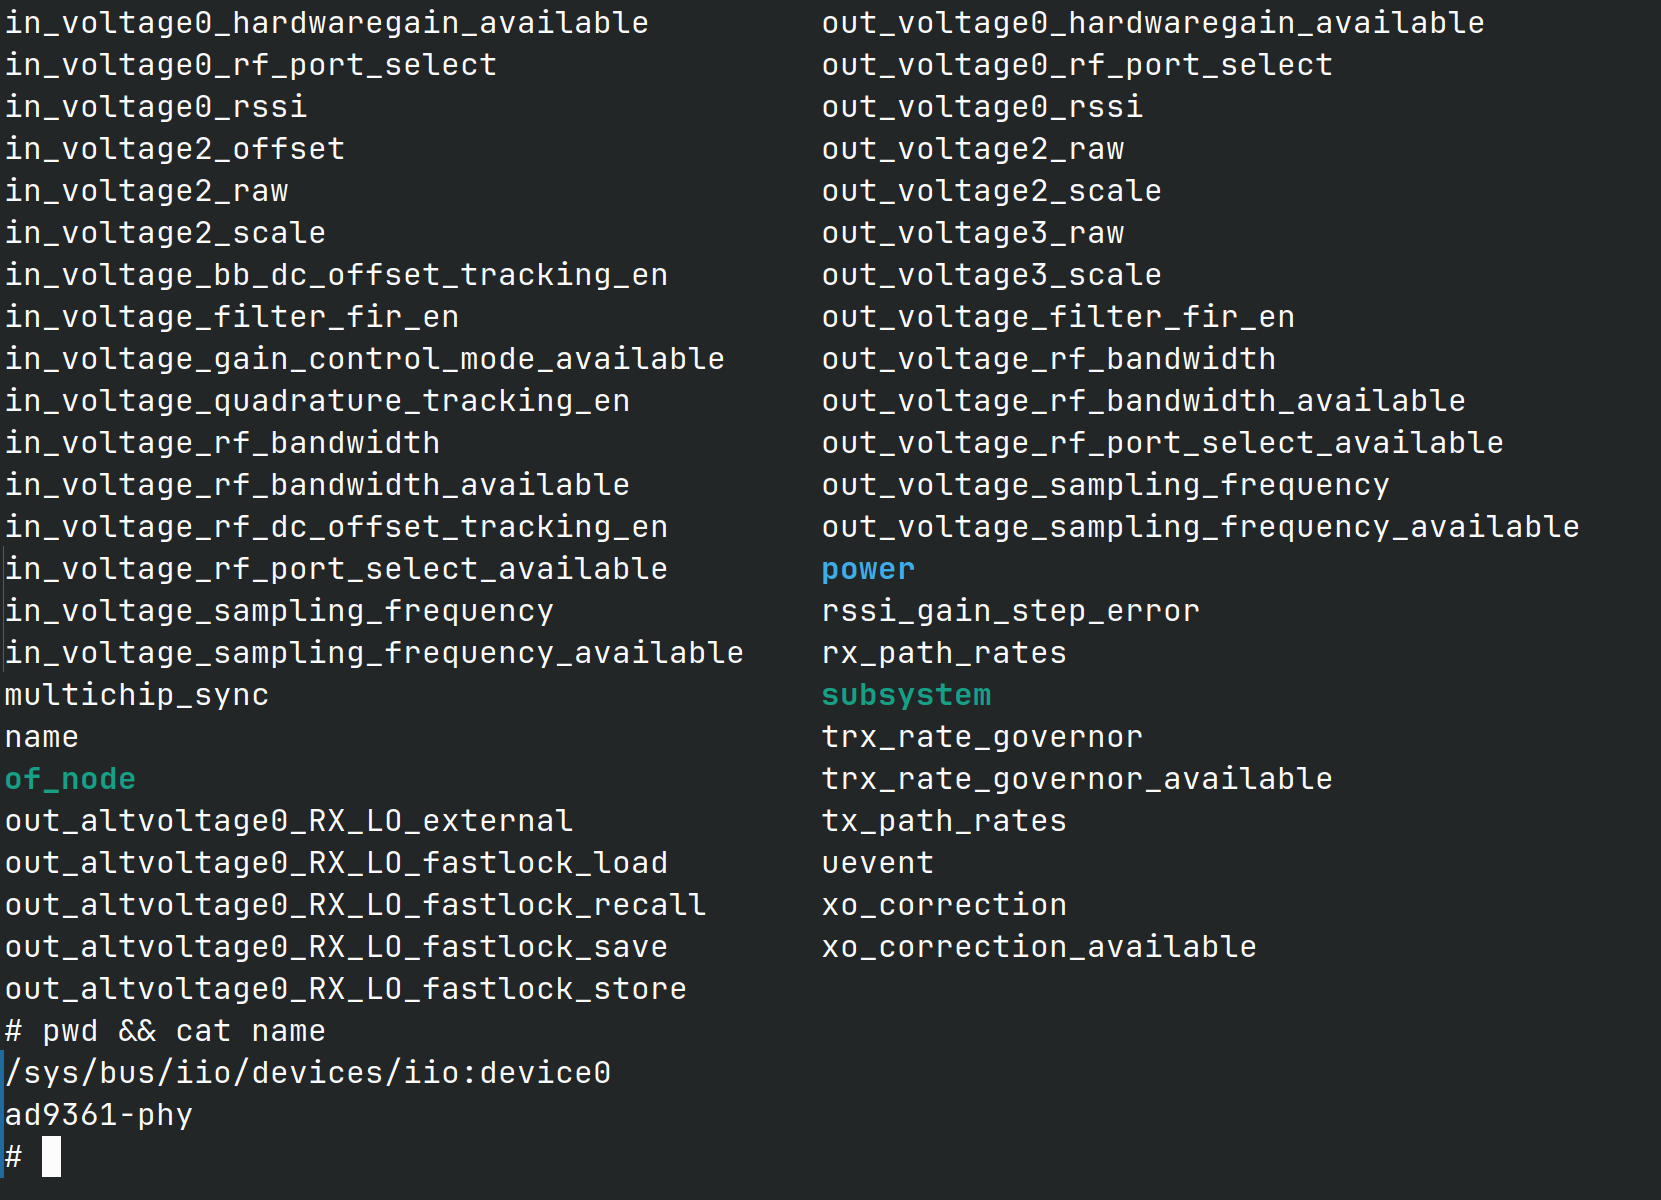 in_voltage0_hardwaregain_available out_voltage0_hardwaregain_available
in_voltage0_rf_port_select out_voltage0_rf_port_select
in_voltage0_rssi out_voltage0_rssi
in_voltage2_offset out_voltage2_raw
in_voltage2_raw out_voltage2_scale
in_voltage2_scale out_voltage3_raw
in_voltage_bb_dc_offset_tracking_en out_voltage3_scale
in_voltage_filter_fir_en out_voltage_filter_fir_en
in_voltage_gain_control_mode_available out_voltage_rf_bandwidth
in_voltage_quadrature_tracking_en out_voltage_rf_bandwidth_available
in_voltage_rf_bandwidth out_voltage_rf_port_select_available
in_voltage_rf_bandwidth_available out_voltage_sampling_frequency
in_voltage_rf_dc_offset_tracking_en out_voltage_sampling_frequency_available
in_voltage_rf_port_select_available power
in_voltage_sampling_frequency rssi_gain_step_error
in_voltage_sampling_frequency_available rx_path_rates
multichip_sync subsystem
name trx_rate_governor
of_node trx_rate_governor_available
out_altvoltage0_RX_LO_external tx_path_rates
out_altvoltage0_RX_LO_fastlock_load uevent
out_altvoltage0_RX_LO_fastlock_recall xo_correction
out_altvoltage0_RX_LO_fastlock_save xo_correction_available
out_altvoltage0_RX_LO_fastlock_store
# pwd && cat name
/sys/bus/iio/devices/iio:device0
ad9361-phy
#